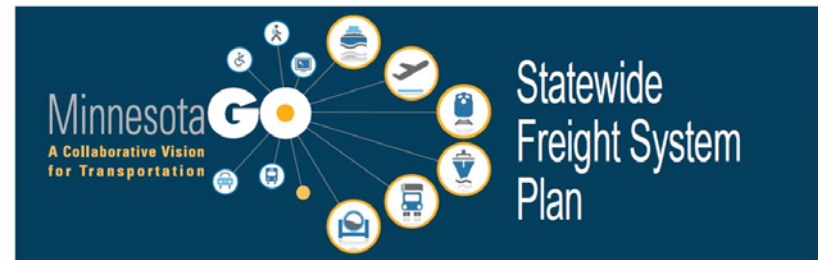 MinnesotaGO
A Collaborative Vision
for Transportation
Statewide
Freight System
Plan